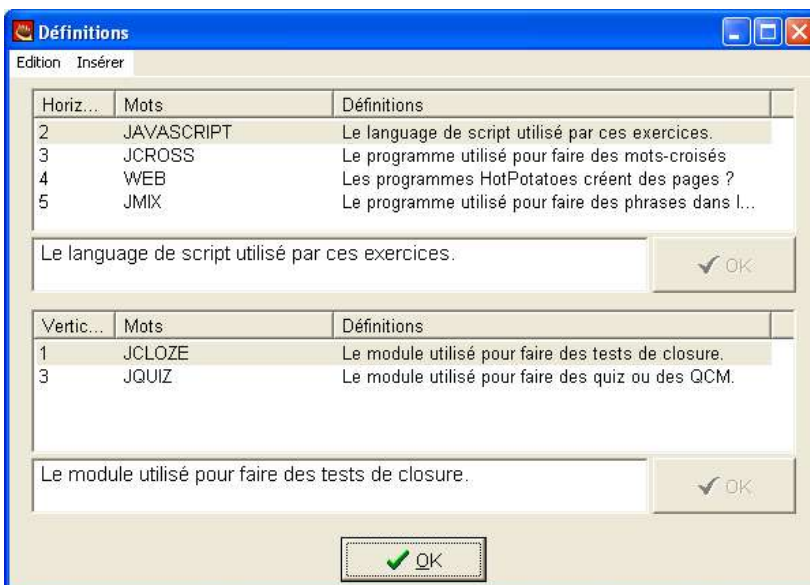 Définitions
Edition Insérer
Horiz... Mots Définitions
2 JAVASCRIPT Le language de script utilisé par ces exercices.
3 JCROSS Le programme utilisé pour faire des mots-croisés
4 WEB Les programmes HotPotatoes créent des pages ?
5 JMIX Le programme utilisé pour faire des phrases dans l...
Le language de script utilisé par ces exercices.
OK
Vertic... Mots Définitions
1 JCLOZE Le module utilisé pour faire des tests de closure.
3 JQUIZ Le module utilisé pour faire des quiz ou des QCM.
Le module utilisé pour faire des tests de closure.
OK
OK